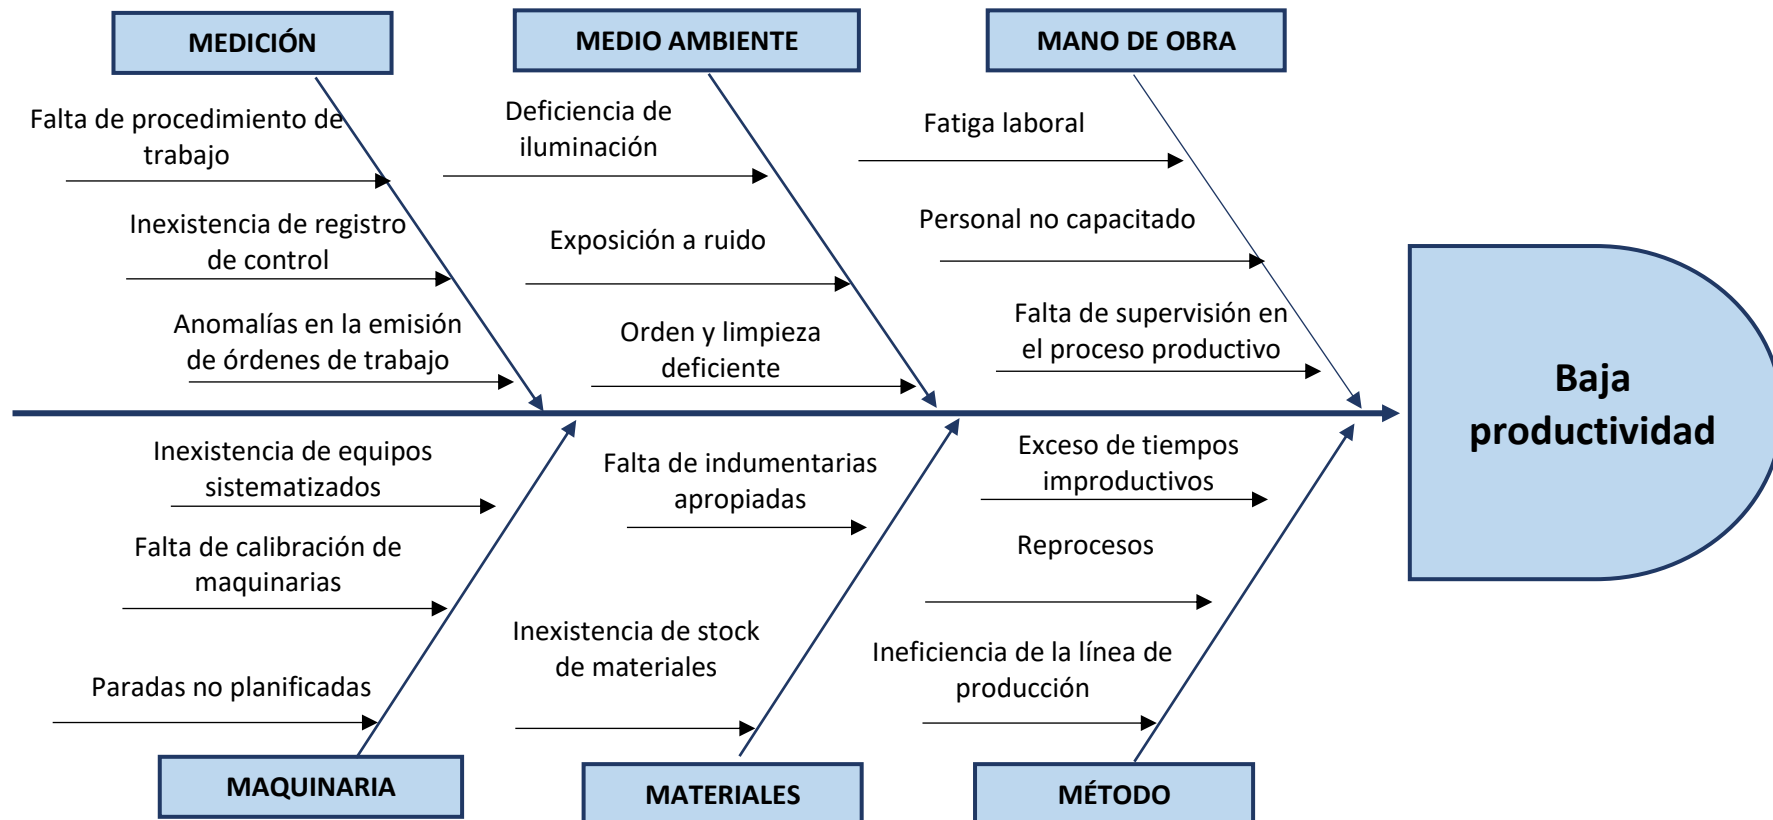 MEDICIÓN
MEDIO AMBIENTE
MANO DE OBRA
Falta de procedimiento de
trabajo
Inexistencia de registro
de control
Anomalías en la emisión
de órdenes de trabajo
Deficiencia de
iluminación
Exposición a ruido
Orden y limpieza
deficiente
Fatiga laboral
Personal no capacitado
Falta de supervisión en
el proceso productivo
Baja
productividad
Inexistencia de equipos
sistematizados
Falta de calibración de
maquinarias
Paradas no planificadas
Falta de indumentarias
apropiadas
Inexistencia de stock
de materiales
Exceso de tiempos
improductivos
Reprocesos
Ineficiencia de la línea de
producción
MAQUINARIA
MATERIALES
MÉTODO